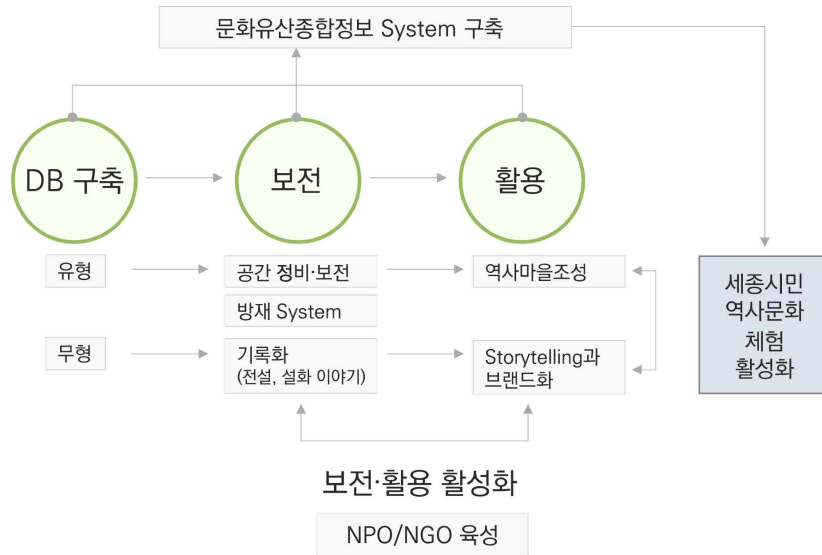 문화유산종합정보 System 구축
DB 구축
보전
활용
유형
공간 정비·보전
역사마을조성
방재 System
무형
기록화
(전설, 설화 이야기)
Storytelling과
브랜드화
세종시민
역사문화
체험
활성화
보전·활용 활성화
NPO/NGO 육성